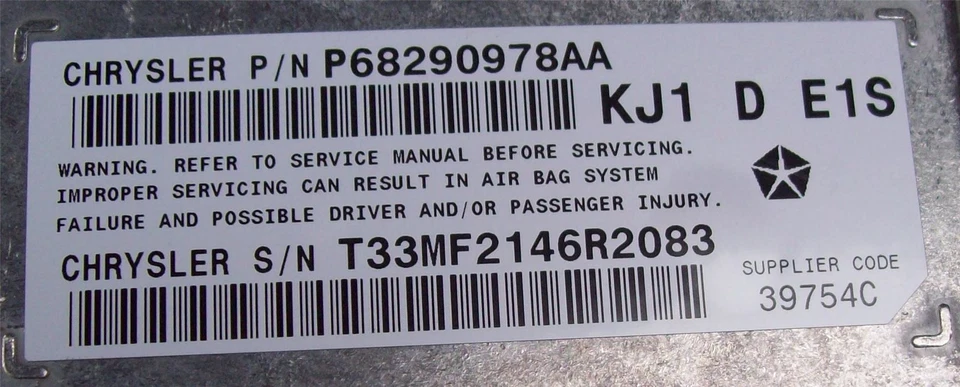 CHRYSLER P/N P68290978AA
KJ1 D E1S
WARNING. REFER TO SERVICE MANUAL BEFORE SERVICING.
IMPROPER SERVICING CAN RESULT IN AIR BAG SYSTEM
FAILURE AND POSSIBLE DRIVER AND/OR PASSENGER INJURY.
CHRYSLER S/N T33MF2146R2083
SUPPLIER CODE
39754C